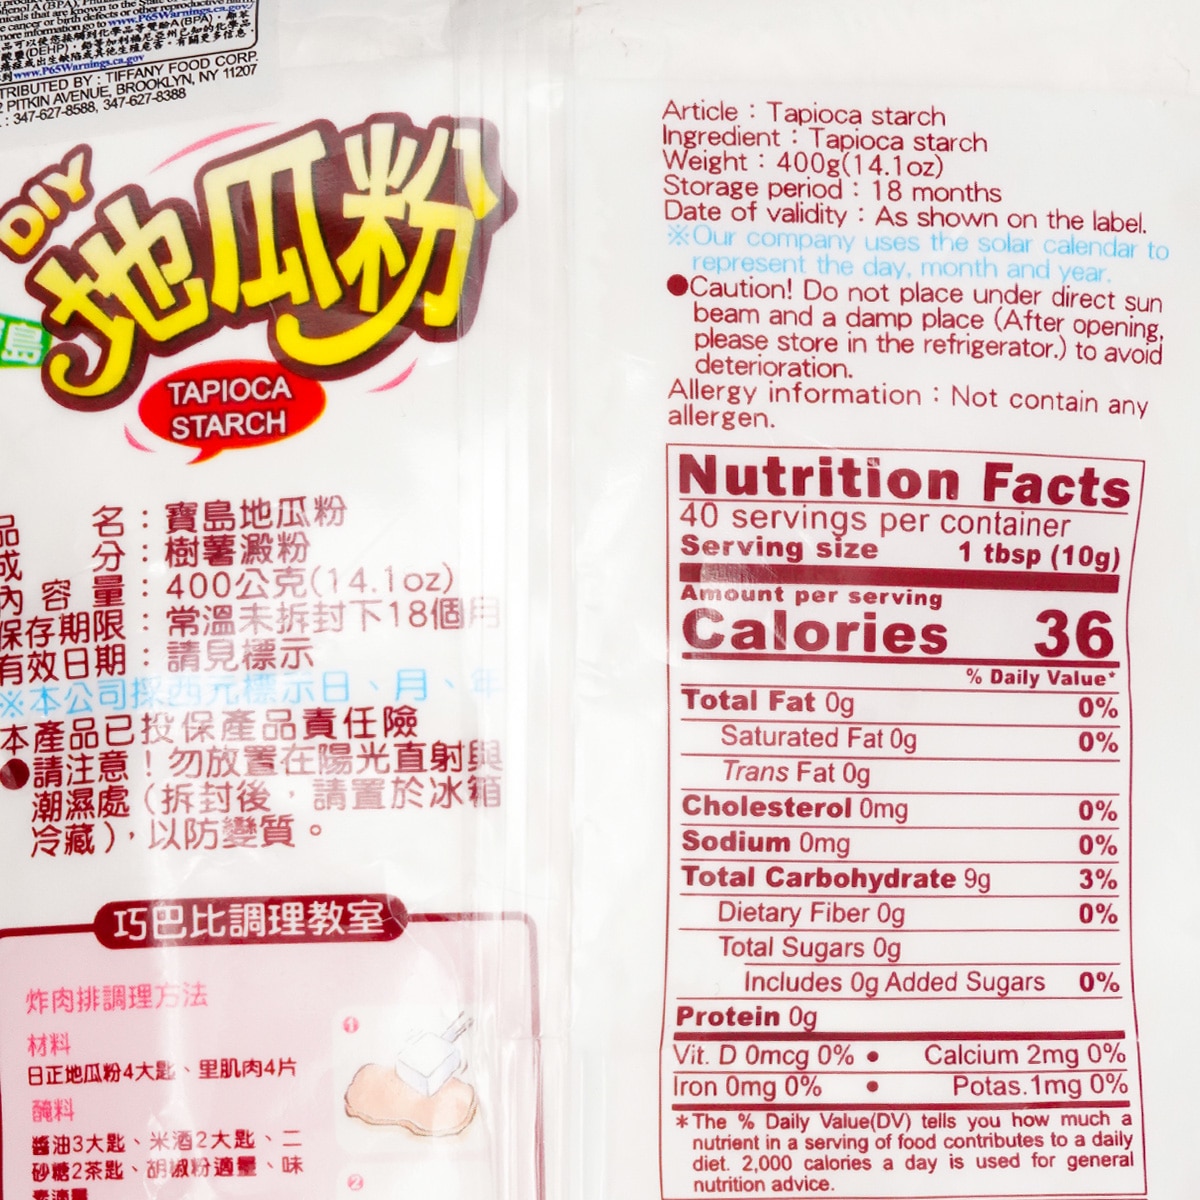 www.P65Warnings.ca.gov
TRIBUTED BY : TIFFANY FOOD CORP.
PITKIN AVENUE, BROOKLYN, NY 11207
: 347-627-8588, 347-627-8388
DIY
地瓜粉
島
TAPIOCA
STARCH
品 名：寶島地瓜粉
成 分：樹薯澱粉
內 容 量：400公克(14.1oz)
保存期限：常溫未拆封下18個月
有效日期：請見標示
※本公司採西元標示日、月、年
本產品已投保產品責任險
●請注意！勿放置在陽光直射與
潮濕處（拆封後，請置於冰箱
冷藏），以防變質。
巧巴比調理教室
炸肉排調理方法
材料
日正地瓜粉4大匙、里肌肉4片
醃料
醬油3大匙、米酒2大匙、二
砂糖2茶匙、胡椒粉適量、味
1
2
Article：Tapioca starch
Ingredient：Tapioca starch
Weight：400g(14.1oz)
Storage period：18 months
Date of validity：As shown on the label.
※Our company uses the solar calendar to
represent the day, month and year.
●Caution! Do not place under direct sun
beam and a damp place (After opening,
please store in the refrigerator.) to avoid
deterioration.
Allergy information：Not contain any
allergen.
Nutrition Facts
40 servings per container
Serving size 1 tbsp (10g)
Amount per serving
Calories 36
% Daily Value*
Total Fat 0g 0%
Saturated Fat 0g 0%
Trans Fat 0g
Cholesterol 0mg 0%
Sodium 0mg 0%
Total Carbohydrate 9g 3%
Dietary Fiber 0g 0%
Total Sugars 0g
Includes 0g Added Sugars 0%
Protein 0g
Vit. D 0mcg 0% • Calcium 2mg 0%
Iron 0mg 0% • Potas.1mg 0%
*The % Daily Value(DV) tells you how much a
nutrient in a serving of food contributes to a daily
diet. 2,000 calories a day is used for general
nutrition advice.